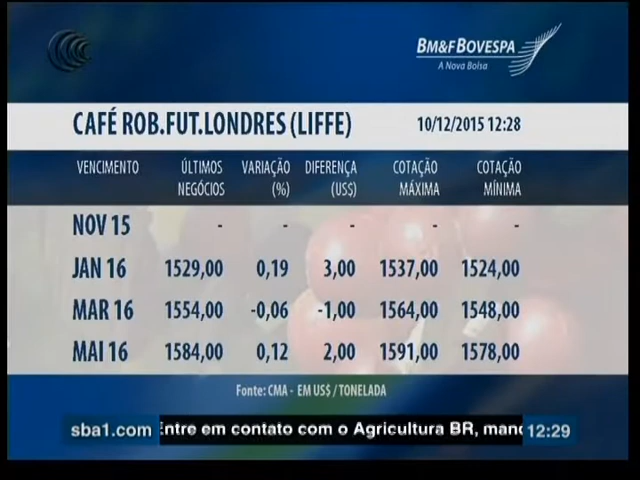 BM&FBOVESPA
A Nova Bolsa
CAFÉ ROB.FUT.LONDRES (LIFFE) 10/12/2015 12:28
VENCIMENTO ÚLTIMOS NEGÓCIOS VARIAÇÃO (%) DIFERENÇA (US$) COTAÇÃO MÁXIMA COTAÇÃO MÍNIMA
NOV 15 - - - - -
JAN 16 1529,00 0,19 3,00 1537,00 1524,00
MAR 16 1554,00 -0,06 -1,00 1564,00 1548,00
MAI 16 1584,00 0,12 2,00 1591,00 1578,00
Fonte: CMA - EM US$ / TONELADA
sba1.com Entre em contato com o Agricultura BR, mand 12:29